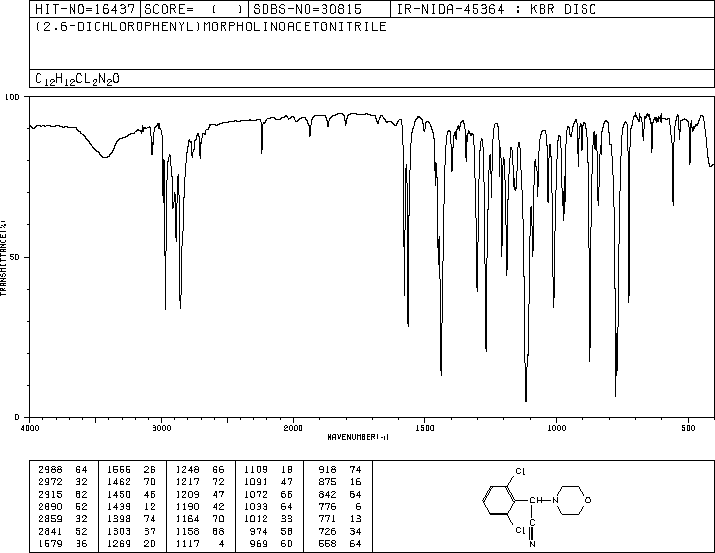 HIT-NO=16437 SCORE= ( ) SDBS-NO=30815 IR-NIDA-45364 : KBR DISC
(2,6-DICHLOROPHENYL)MORPHOLINOACETONITRILE
C12H12CL2N2O
100
50
0
TRANSMITTANCE(%)
4000 3000 2000 1500 1000 500
WAVENUMBER(-1)
2988 64 1566 26 1248 66 1109 18 918 74
2972 32 1462 70 1217 72 1091 47 875 16
2915 62 1450 46 1209 47 1072 66 842 64
2890 52 1439 12 1190 42 1033 64 776 6
2859 32 1398 74 1164 70 1012 33 771 13
2841 52 1303 37 1158 68 974 58 726 34
1579 36 1269 20 1117 4 969 60 558 64
Cl
CH N O
Cl C
N